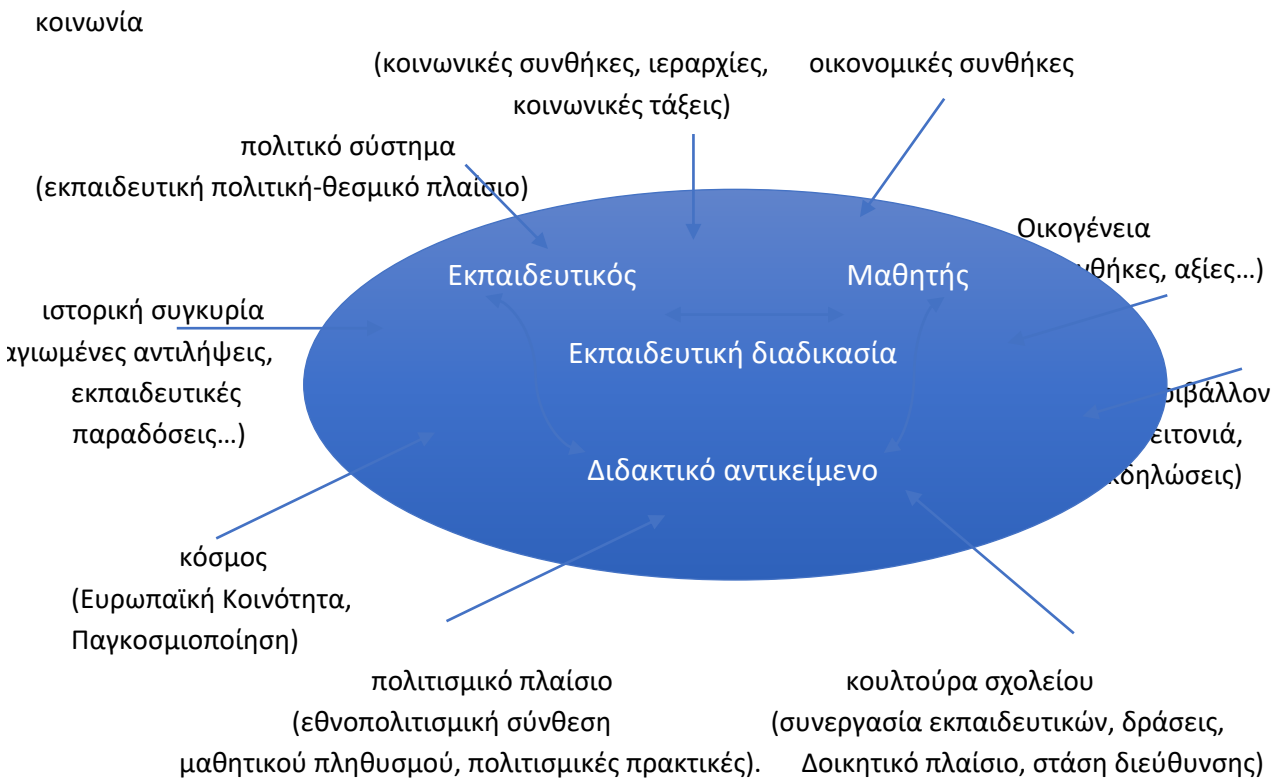 κοινωνία
(κοινωνικές συνθήκες, ιεραρχίες,
κοινωνικές τάξεις)
οικονομικές συνθήκες
πολιτικό σύστημα
(εκπαιδευτική πολιτική-θεσμικό πλαίσιο)
Οικογένεια
αξίες...)
Εκπαιδευτικός
Μαθητής
ιστορική συγκυρία
αντιλήψεις,
εκπαιδευτικές
παραδόσεις...)
Εκπαιδευτική διαδικασία
Διδακτικό αντικείμενο
κόσμος
(Ευρωπαϊκή Κοινότητα,
Παγκοσμιοποίηση)
πολιτισμικό πλαίσιο
(εθνοπολιτισμική σύνθεση
μαθητικού πληθυσμού, πολιτισμικές πρακτικές).
κουλτούρα σχολείου
(συνεργασία εκπαιδευτικών, δράσεις,
Δοικητικό πλαίσιο, στάση διεύθυνσης)